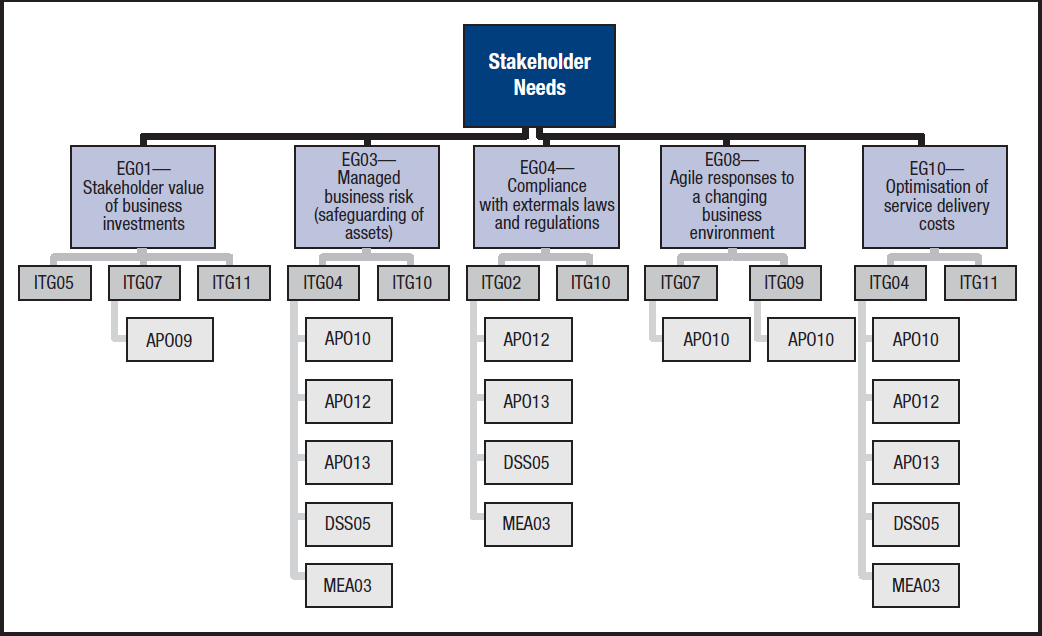 Stakeholder
Needs
EG01—
Stakeholder value
of business
investments
EG03—
Managed
business risk
(safeguarding of
assets)
EG04—
Compliance
with extermals laws
and regulations
EG08—
Agile responses to
a changing
business
environment
EG10—
Optimisation of
service delivery
costs
ITG05
ITG07
ITG11
ITG04
ITG10
ITG02
ITG10
ITG07
ITG09
ITG04
ITG11
APO09
APO10
APO12
APO10
APO10
APO10
APO12
APO13
APO12
APO13
DSS05
APO13
DSS05
MEA03
DSS05
MEA03
MEA03